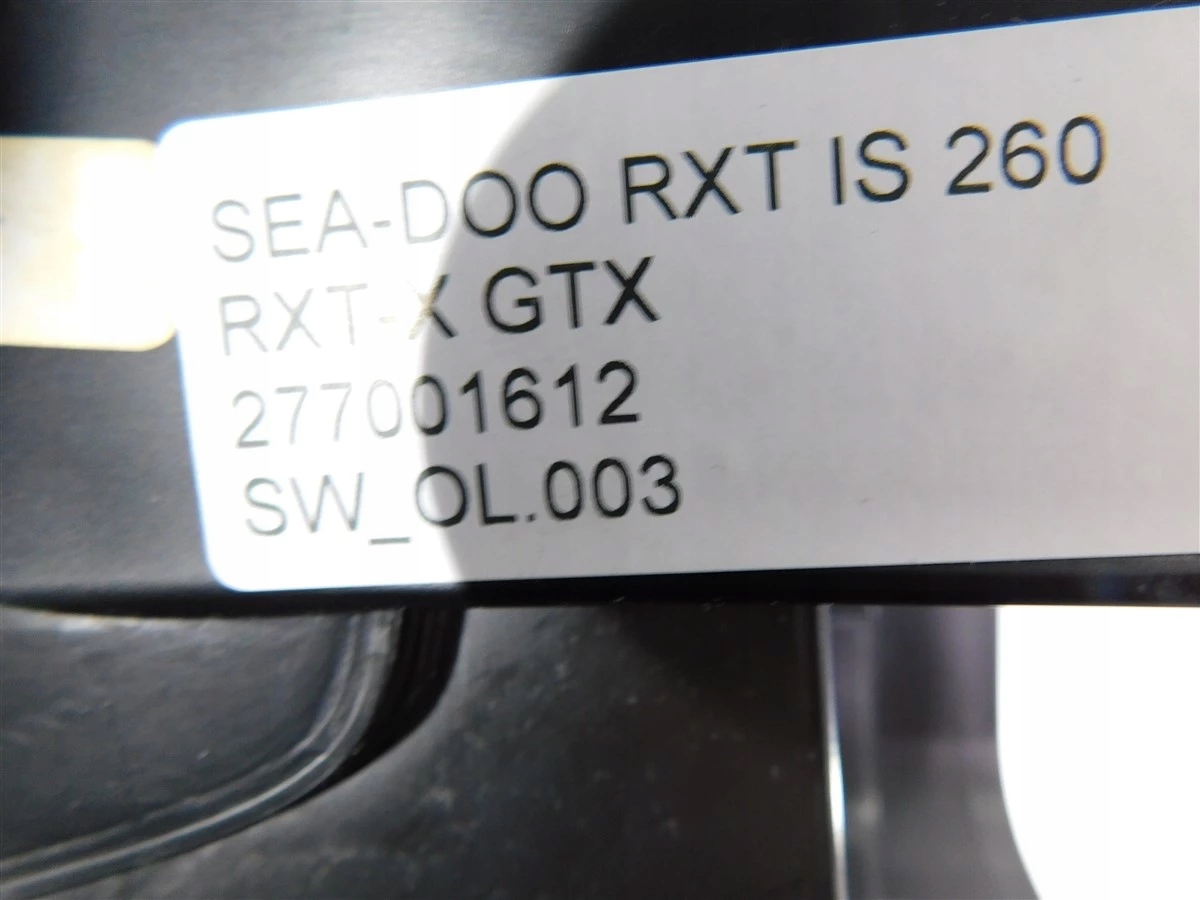 SEA-DOO RXT IS 260
RXT-X GTX
277001612
SW_OL.003